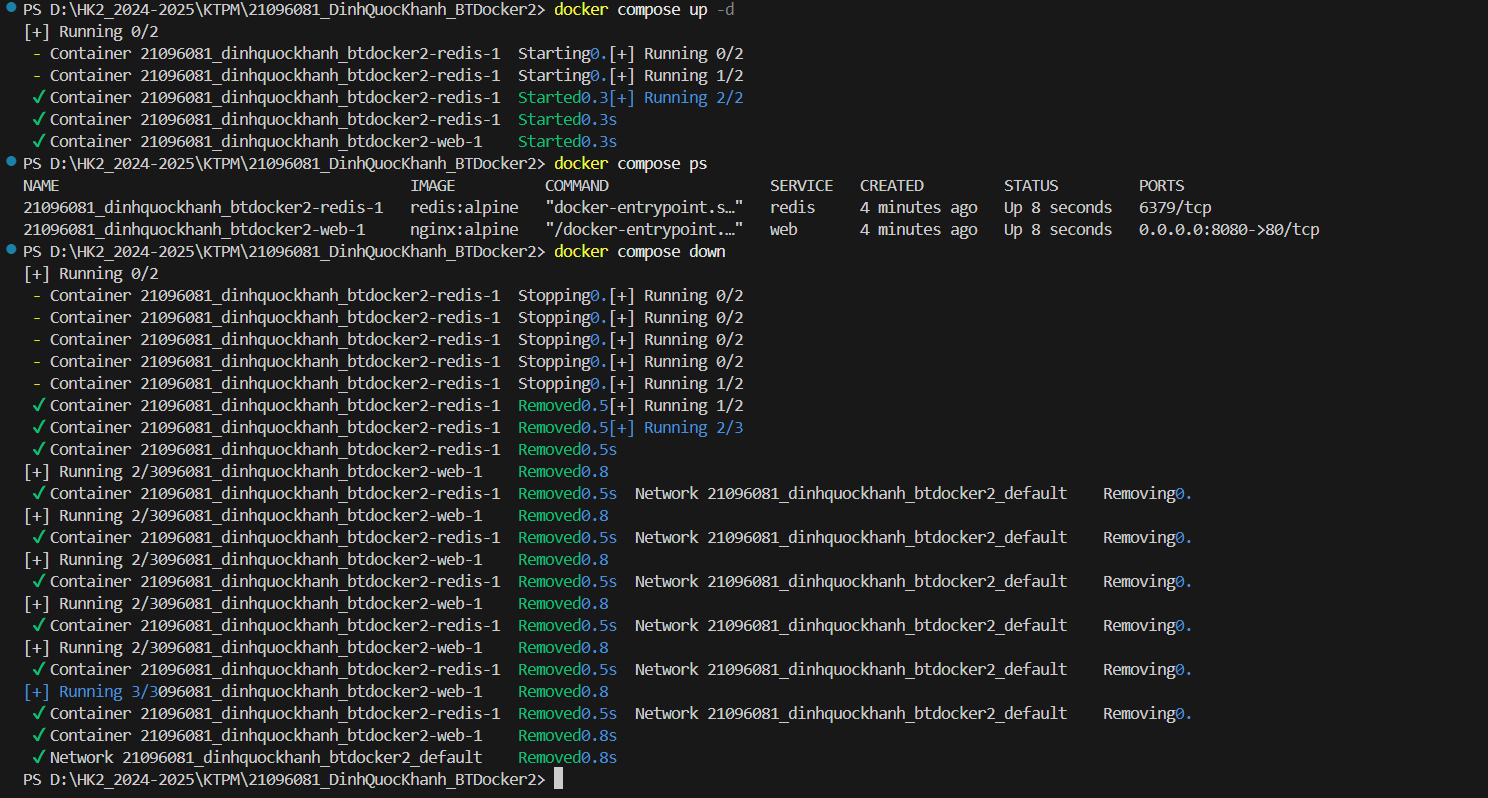 PS D:\HK2_2024-2025\KTPM\21096081_DinhQuocKhanh_BTDocker2> docker compose up -d
[+] Running 0/2
 - Container 21096081_dinhquockhanh_btdocker2-redis-1  Starting0.[+] Running 0/2
 - Container 21096081_dinhquockhanh_btdocker2-redis-1  Starting0.[+] Running 1/2
 ✔ Container 21096081_dinhquockhanh_btdocker2-redis-1  Started0.3[+] Running 2/2
 ✔ Container 21096081_dinhquockhanh_btdocker2-redis-1  Started0.3s
 ✔ Container 21096081_dinhquockhanh_btdocker2-web-1    Started0.3s
PS D:\HK2_2024-2025\KTPM\21096081_DinhQuocKhanh_BTDocker2> docker compose ps
NAME                                       IMAGE          COMMAND                  SERVICE   CREATED         STATUS         PORTS
21096081_dinhquockhanh_btdocker2-redis-1   redis:alpine   "docker-entrypoint.s…"   redis     4 minutes ago   Up 8 seconds   6379/tcp
21096081_dinhquockhanh_btdocker2-web-1     nginx:alpine   "/docker-entrypoint.…"   web       4 minutes ago   Up 8 seconds   0.0.0.0:8080->80/tcp
PS D:\HK2_2024-2025\KTPM\21096081_DinhQuocKhanh_BTDocker2> docker compose down
[+] Running 0/2
 - Container 21096081_dinhquockhanh_btdocker2-redis-1  Stopping0.[+] Running 0/2
 - Container 21096081_dinhquockhanh_btdocker2-redis-1  Stopping0.[+] Running 0/2
 - Container 21096081_dinhquockhanh_btdocker2-redis-1  Stopping0.[+] Running 0/2
 - Container 21096081_dinhquockhanh_btdocker2-redis-1  Stopping0.[+] Running 0/2
 - Container 21096081_dinhquockhanh_btdocker2-redis-1  Stopping0.[+] Running 1/2
 ✔ Container 21096081_dinhquockhanh_btdocker2-redis-1  Removed0.5[+] Running 1/2
 ✔ Container 21096081_dinhquockhanh_btdocker2-redis-1  Removed0.5[+] Running 2/3
 ✔ Container 21096081_dinhquockhanh_btdocker2-redis-1  Removed0.5s
[+] Running 2/3096081_dinhquockhanh_btdocker2-web-1    Removed0.8
 ✔ Container 21096081_dinhquockhanh_btdocker2-redis-1  Removed0.5s  Network 21096081_dinhquockhanh_btdocker2_default    Removing0.
[+] Running 2/3096081_dinhquockhanh_btdocker2-web-1    Removed0.8
 ✔ Container 21096081_dinhquockhanh_btdocker2-redis-1  Removed0.5s  Network 21096081_dinhquockhanh_btdocker2_default    Removing0.
[+] Running 2/3096081_dinhquockhanh_btdocker2-web-1    Removed0.8
 ✔ Container 21096081_dinhquockhanh_btdocker2-redis-1  Removed0.5s  Network 21096081_dinhquockhanh_btdocker2_default    Removing0.
[+] Running 2/3096081_dinhquockhanh_btdocker2-web-1    Removed0.8
 ✔ Container 21096081_dinhquockhanh_btdocker2-redis-1  Removed0.5s  Network 21096081_dinhquockhanh_btdocker2_default    Removing0.
[+] Running 2/3096081_dinhquockhanh_btdocker2-web-1    Removed0.8
 ✔ Container 21096081_dinhquockhanh_btdocker2-redis-1  Removed0.5s  Network 21096081_dinhquockhanh_btdocker2_default    Removing0.
[+] Running 3/3096081_dinhquockhanh_btdocker2-web-1    Removed0.8
 ✔ Container 21096081_dinhquockhanh_btdocker2-redis-1  Removed0.5s  Network 21096081_dinhquockhanh_btdocker2_default    Removing0.
 ✔ Container 21096081_dinhquockhanh_btdocker2-web-1    Removed0.8s
 ✔ Network 21096081_dinhquockhanh_btdocker2_default    Removed0.8s
PS D:\HK2_2024-2025\KTPM\21096081_DinhQuocKhanh_BTDocker2>